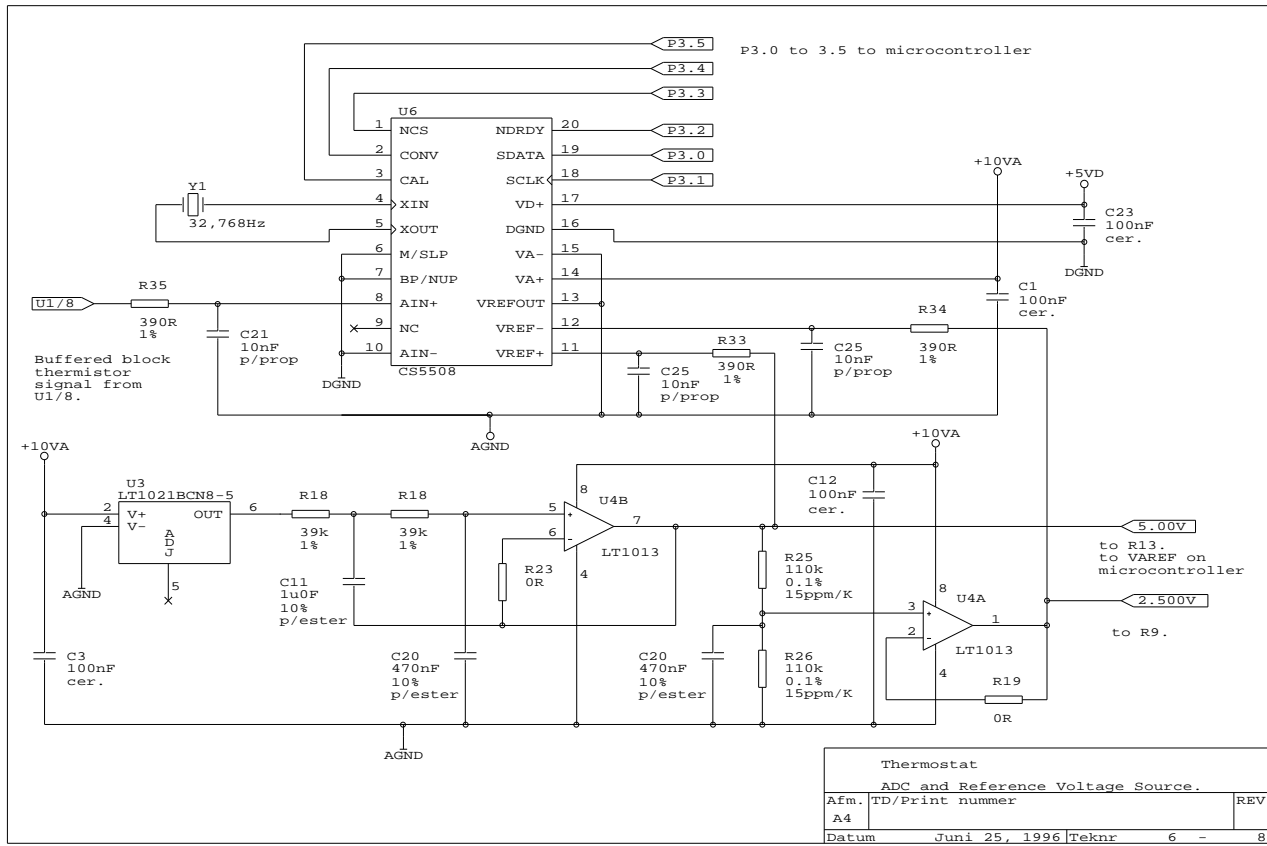 P3.5
P3.0 to 3.5 to microcontroller
P3.4
P3.3
U6
1 NCS NDRDY 20 P3.2
2 CONV SDATA 19 P3.0
3 CAL SCLK 18 P3.1
+10VA
+5VD
Y1
32,768Hz
4 XIN VD+ 17
5 XOUT DGND 16
C23
100nF
cer.
DGND
6 M/SLP VA- 15
7 BP/NUP VA+ 14
U1/8
R35
390R
1%
8 AIN+ VREFOUT 13
C1
100nF
cer.
9 NC VREF- 12
R34
390R
1%
10 AIN- VREF+ 11
CS5508
DGND
C21
10nF
p/prop
Buffered block
thermistor
signal from
U1/8.
R33
390R
1%
C25
10nF
p/prop
C25
10nF
p/prop
AGND
+10VA
+10VA
U3
LT1021BCN8-5
2 V+ OUT 6
4 V-
A
D
J
5
AGND
R18
39k
1%
R18
39k
1%
8
U4B
5 +
6 -
7
LT1013
4
C12
100nF
cer.
5.00V
to R13.
to VAREF on
microcontroller
R23
0R
C11
1u0F
10%
p/ester
R25
110k
0.1%
15ppm/K
8
U4A
3 +
2 -
1
LT1013
4
2.500V
to R9.
C3
100nF
cer.
C20
470nF
10%
p/ester
C20
470nF
10%
p/ester
R26
110k
0.1%
15ppm/K
R19
0R
AGND
Thermostat
ADC and Reference Voltage Source.
Afm. TD/Print nummer REV
A4
Datum Juni 25, 1996 Teknr 6 - 8